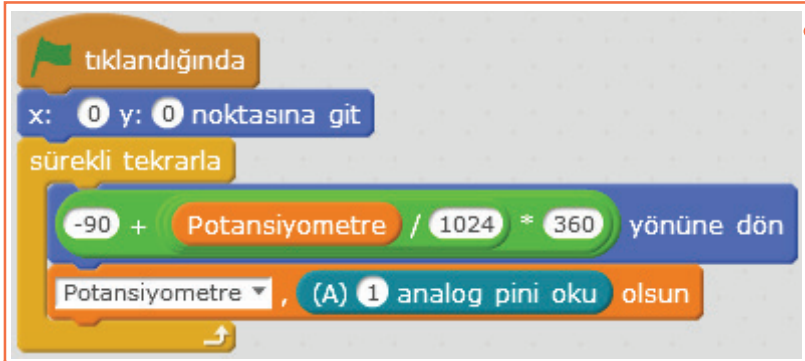 tıklandığında
x: 0 y: 0 noktasına git
sürekli tekrarla
-90 + Potansiyometre / 1024 * 360 yönüne dön
Potansiyometre , (A) 1 analog pini oku olsun